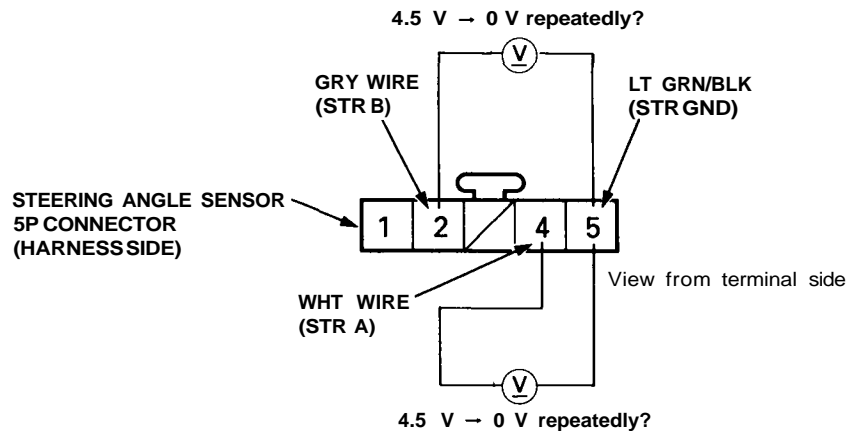 4.5 V → 0 V repeatedly?
V
GRY WIRE
(STR B)
LT GRN/BLK
(STR GND)
STEERING ANGLE SENSOR
5P CONNECTOR
(HARNESS SIDE)
1 2 4 5
View from terminal side
WHT WIRE
(STR A)
V
4.5 V → 0 V repeatedly?